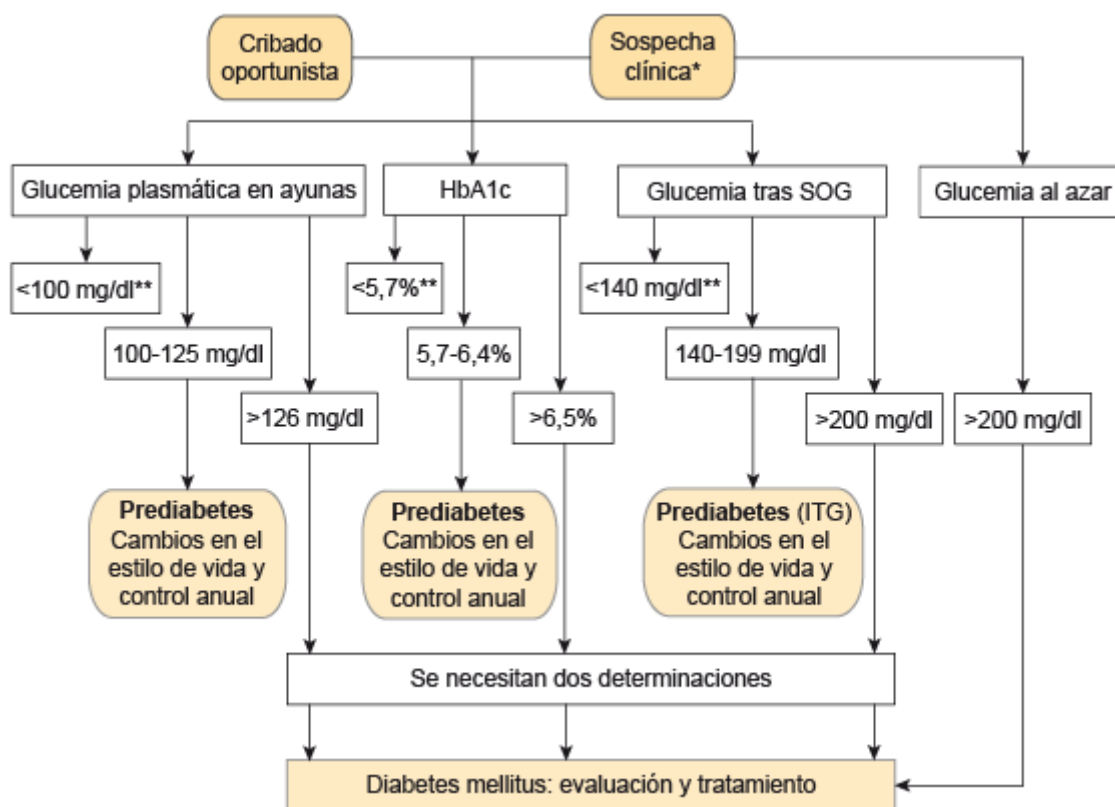 Cribado
oportunista
Sospecha
clínica*
Glucemia plasmática en ayunas
HbA1c
Glucemia tras SOG
Glucemia al azar
<100 mg/dl**
<5,7%**
<140 mg/dl**
100-125 mg/dl
5,7-6,4%
140-199 mg/dl
>126 mg/dl
>6,5%
>200 mg/dl
>200 mg/dl
Prediabetes
Cambios en el
estilo de vida y
control anual
Prediabetes
Cambios en el
estilo de vida y
control anual
Prediabetes (ITG)
Cambios en el
estilo de vida y
control anual
Se necesitan dos determinaciones
Diabetes mellitus: evaluación y tratamiento